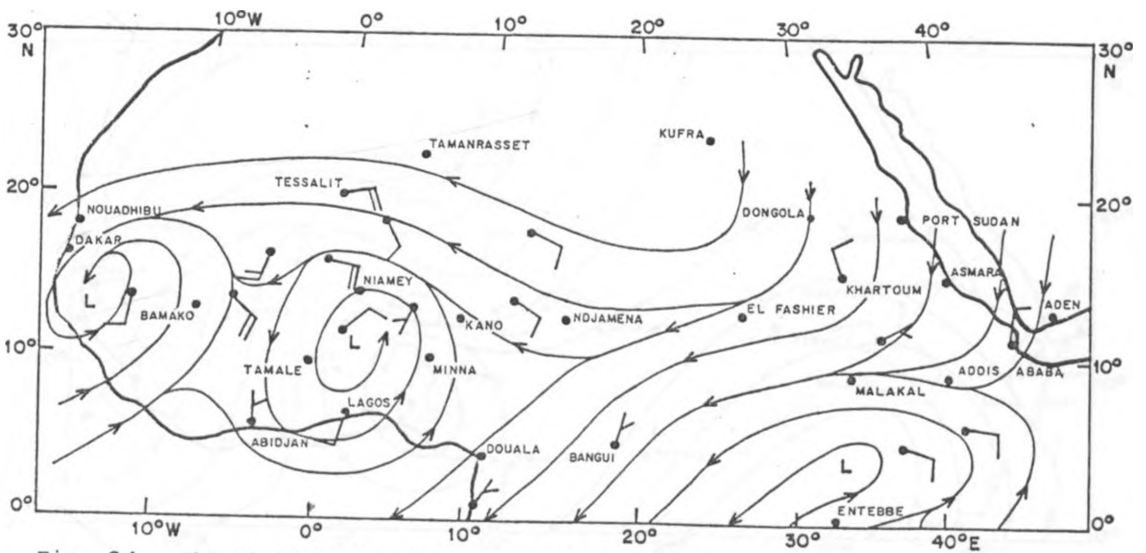 10°W 0° 10° 20° 30° 40°
30° N
30° N
KUFRA
TAMANRASSET
TESSALIT
20°
20°
NOUADHIBU
DONGOLA
PORT SUDAN
DAKAR
ASMARA
NIAMEY
KHARTOUM
ADEN
L
BAMAKO
EL FASHIER
KANO
NDJAMENA
10°
L
10°
TAMALE
MINNA
ADDIS ABABA
MALAKAL
LAGOS
ABIDJAN
DOUALA
BANGUI
L
0°
0°
ENTEBBE
10°W 0° 10° 20° 30° 40°E